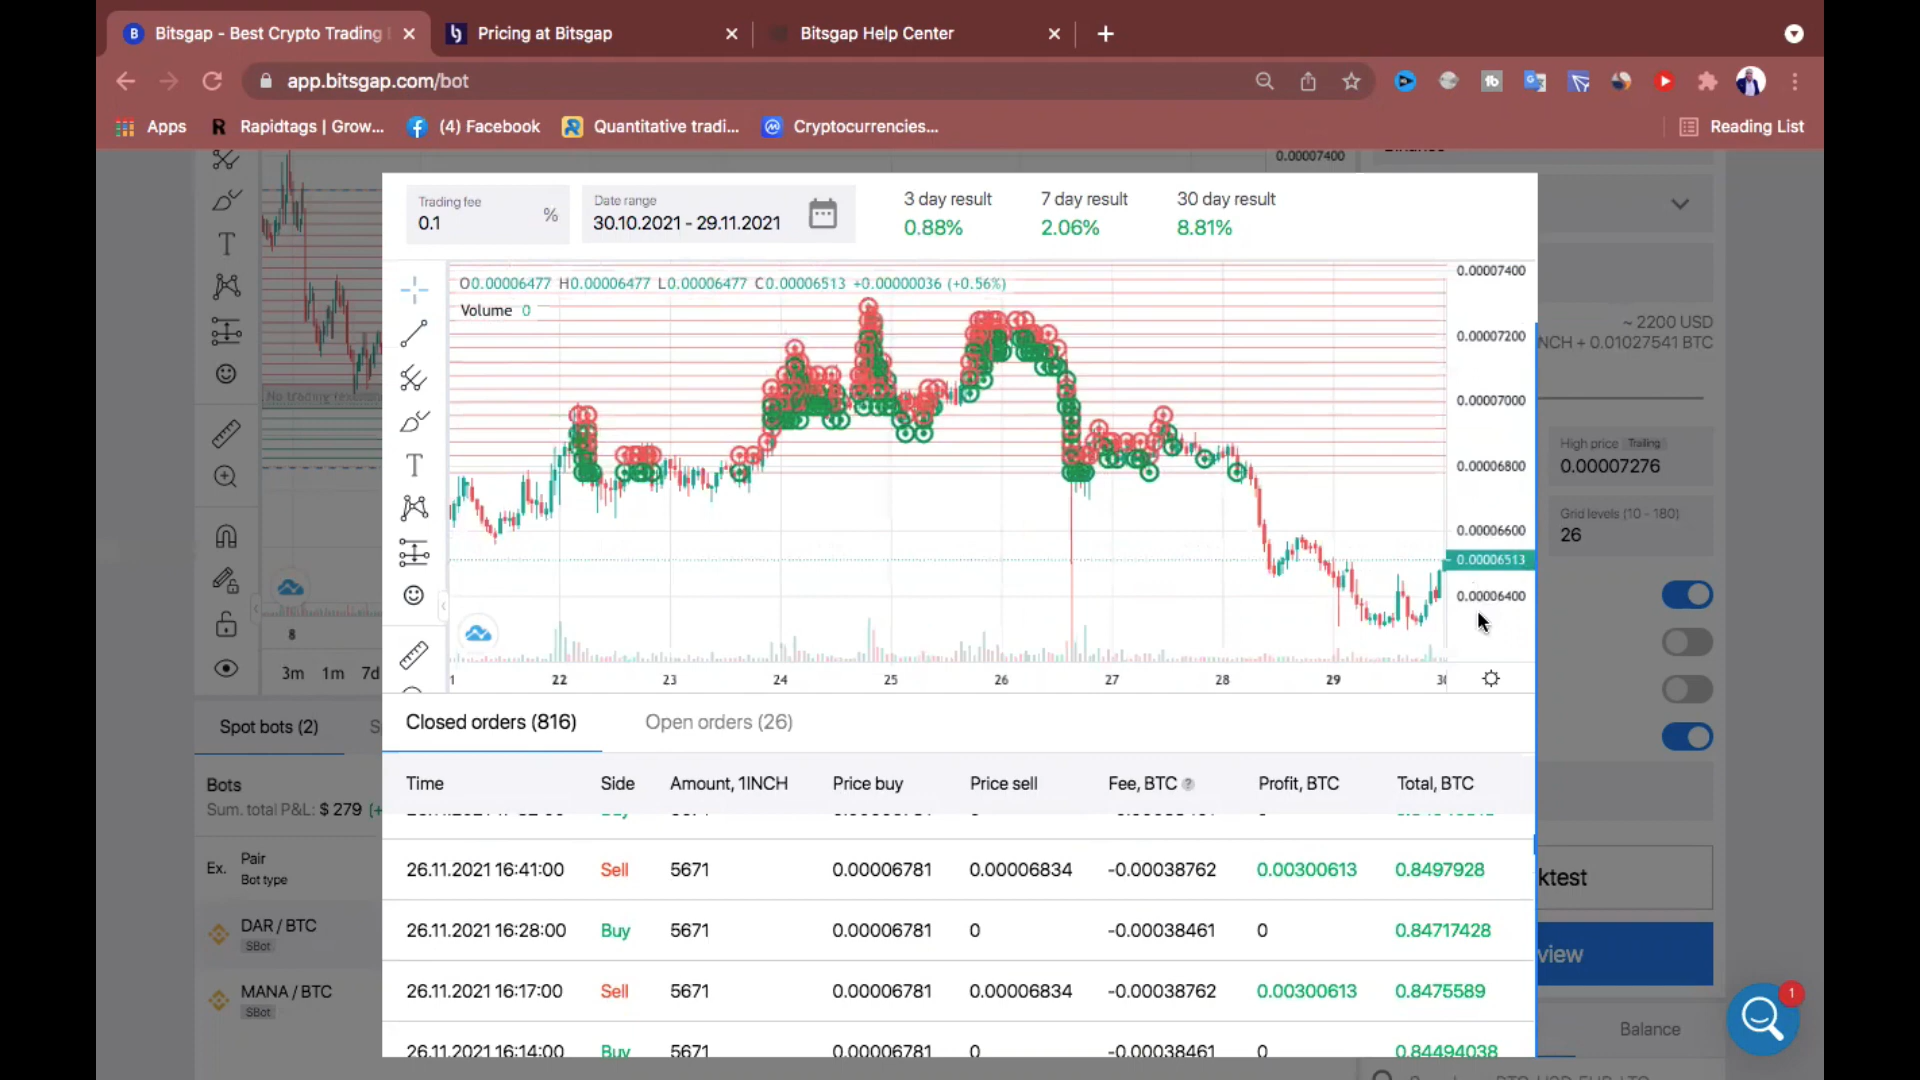 Bitsgap - Best Crypto Trading
Pricing at Bitsgap
Bitsgap Help Center
app.bitsgap.com/bot
Apps
Rapidtags | Grow...
(4) Facebook
Quantitative tradi...
Cryptocurrencies...
Reading List
0.00007400
Trading fee
0.1
%
Date range
30.10.2021 - 29.11.2021
3 day result
0.88%
7 day result
2.06%
30 day result
8.81%
O0.00006477 H0.00006477 L0.00006477 C0.00006513 +0.00000036 (+0.56%)
Volume 0
0.00007400
0.00007200
0.00007000
0.00006800
0.00006600
0.00006513
0.00006400
22 23 24 25 26 27 28 29
~ 2200 USD
NCH + 0.01027541 BTC
High price Trailing
0.00007276
Grid levels (10 - 180)
26
8
3m 1m 7d
Spot bots (2) S
Bots
Sum. total P&L: $ 279 (+
Ex. Pair
Bot type
DAR / BTC
SBot
MANA / BTC
SBot
Closed orders (816) Open orders (26)
Time Side Amount, 1INCH Price buy Price sell Fee, BTC ? Profit, BTC Total, BTC
26.11.2021 16:41:00 Sell 5671 0.00006781 0.00006834 -0.00038762 0.00300613 0.8497928
26.11.2021 16:28:00 Buy 5671 0.00006781 0 -0.00038461 0 0.84717428
26.11.2021 16:17:00 Sell 5671 0.00006781 0.00006834 -0.00038762 0.00300613 0.8475589
26.11.2021 16:14:00 Buy 5671 0.00006781 0 -0.00038461 0 0.84494038
ktest
view
1
Balance